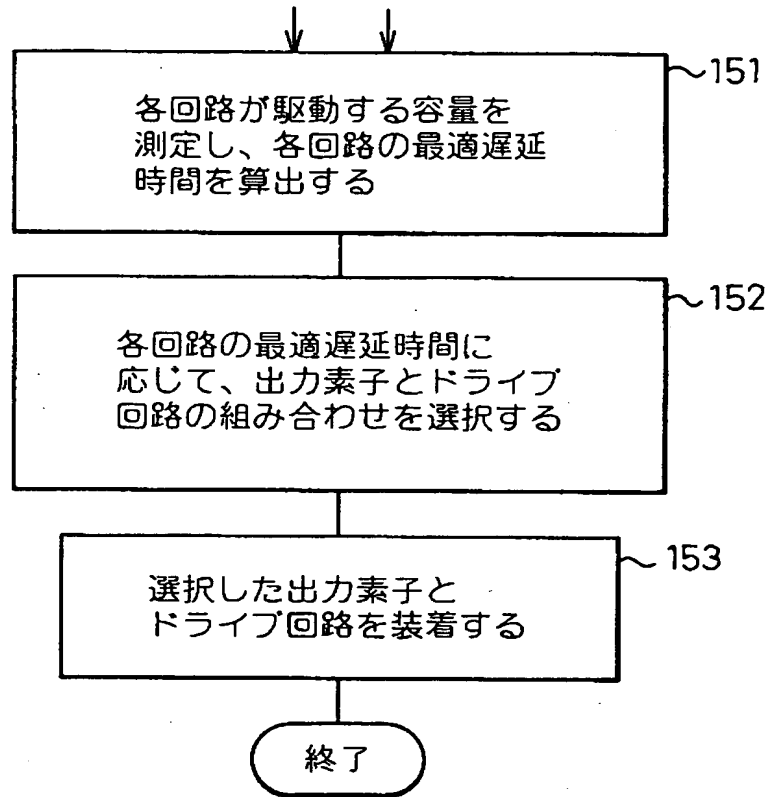 151
各回路が駆動する容量を
測定し、各回路の最適遅延
時間を算出する
152
各回路の最適遅延時間に
応じて、出力素子とドライブ
回路の組み合わせを選択する
153
選択した出力素子と
ドライブ回路を装着する
終了